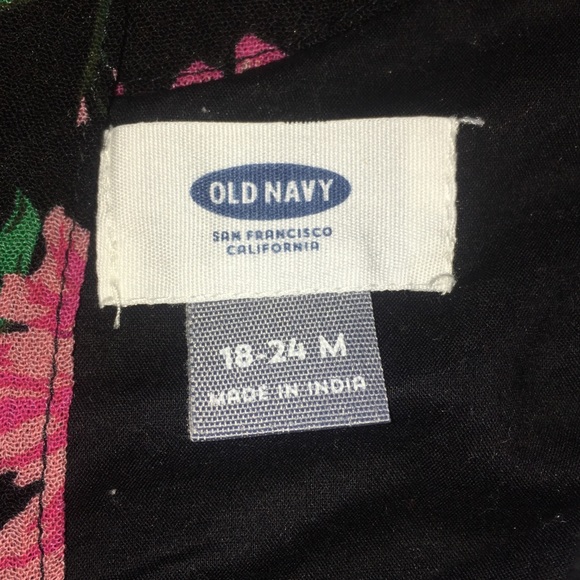 OLD NAVY
SAN FRANCISCO
CALIFORNIA
18-24 M
MADE IN INDIA